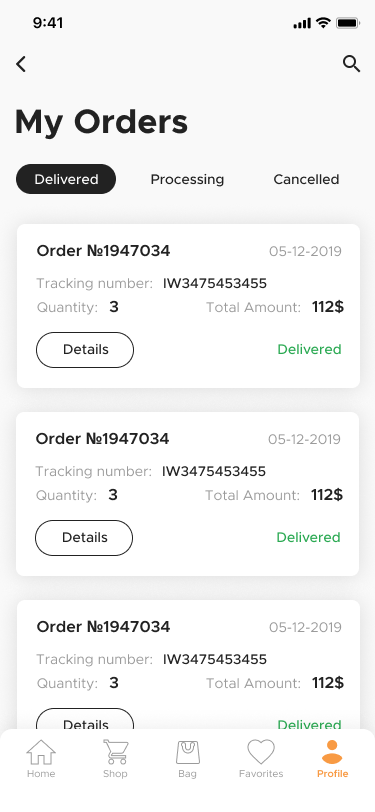 9:41
My Orders
Delivered Processing Cancelled
Order №1947034 05-12-2019
Tracking number: IW3475453455
Quantity: 3 Total Amount: 112$
Details Delivered
Order №1947034 05-12-2019
Tracking number: IW3475453455
Quantity: 3 Total Amount: 112$
Details Delivered
Order №1947034 05-12-2019
Tracking number: IW3475453455
Quantity: 3 Total Amount: 112$
Details Delivered
Home Shop Bag Favorites Profile